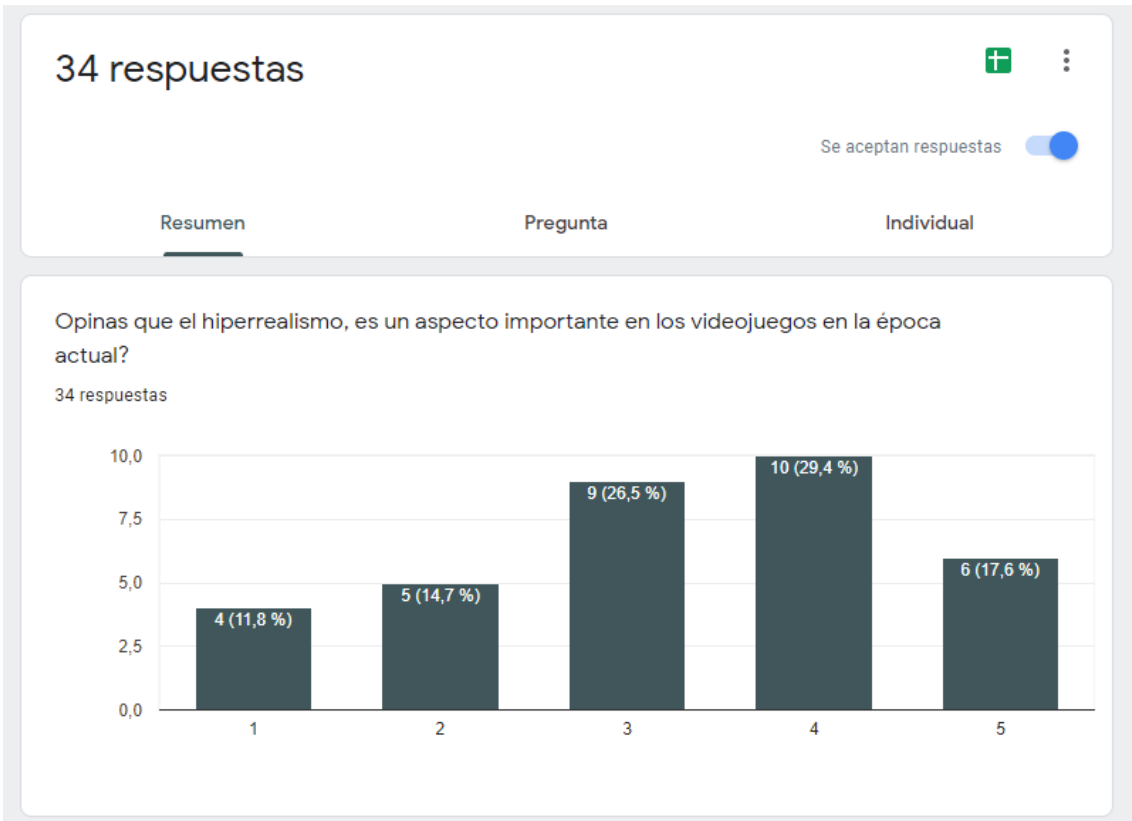 34 respuestas
Se aceptan respuestas
Resumen Pregunta Individual
Opinas que el hiperrealismo, es un aspecto importante en los videojuegos en la época
actual?
34 respuestas
10,0
7,5
5,0
2,5
0,0
4 (11,8 %)
5 (14,7 %)
9 (26,5 %)
10 (29,4 %)
6 (17,6 %)
1 2 3 4 5